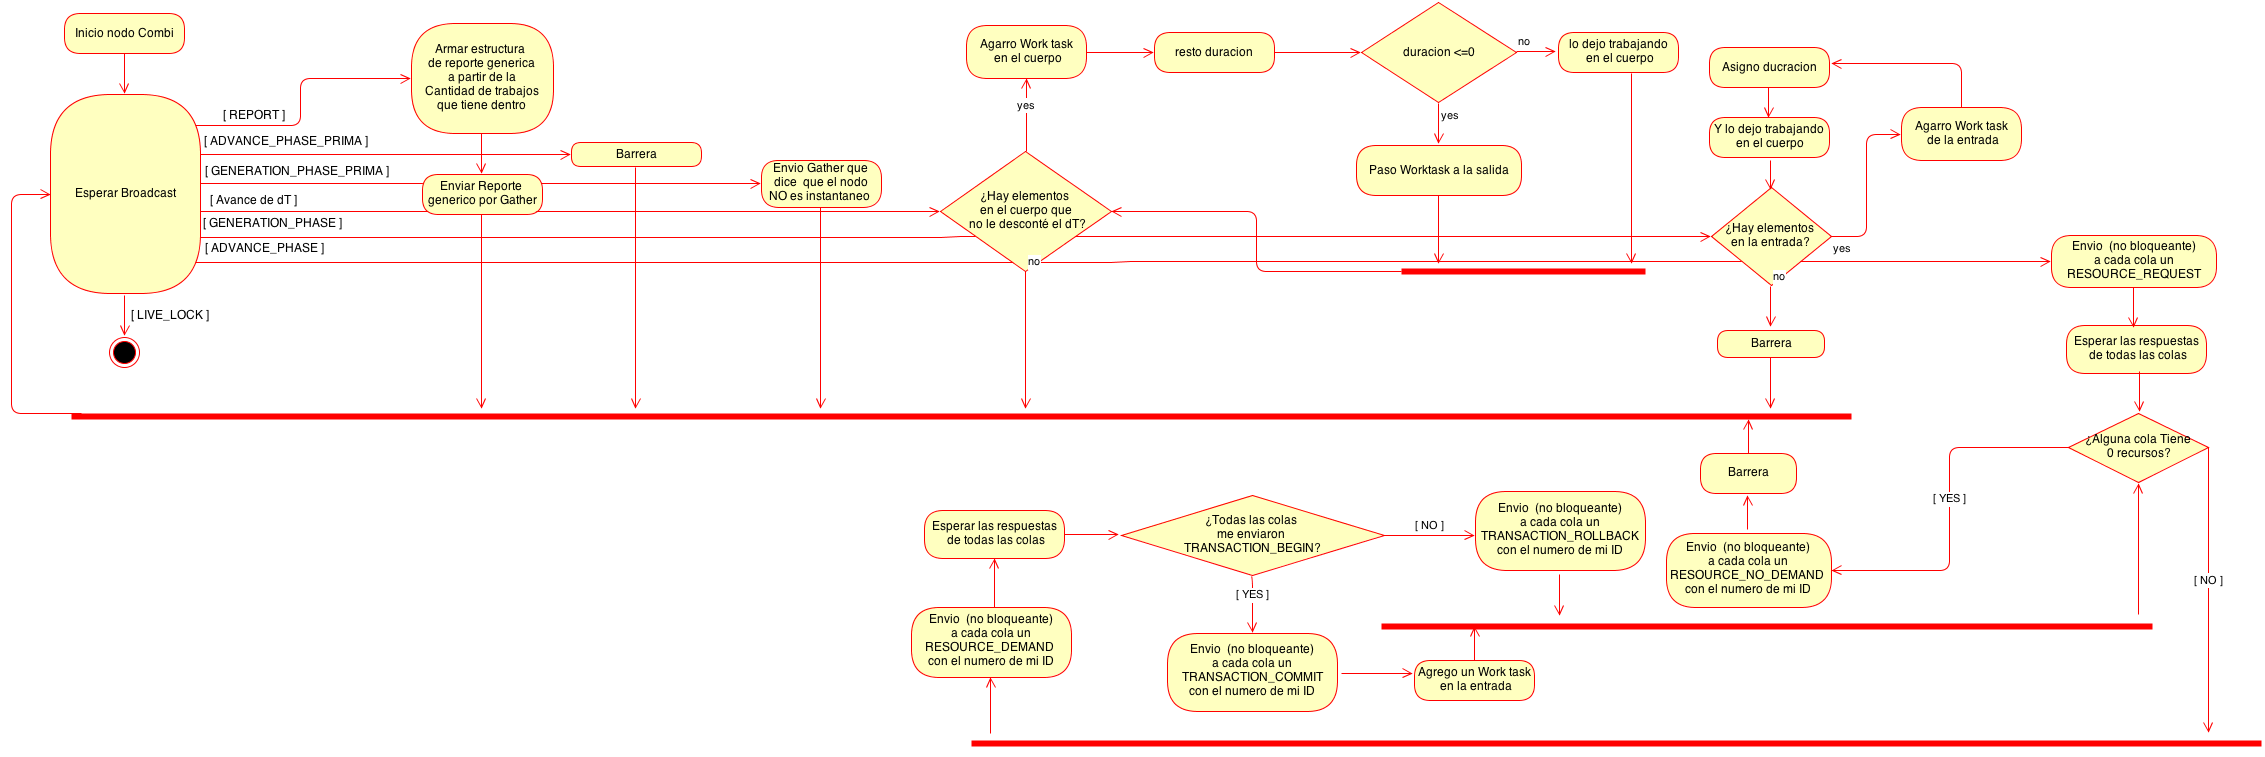 Inicio nodo Combi
Armar estructura
de reporte generica
a partir de la
Cantidad de trabajos
que tiene dentro
Agarro Work task
en el cuerpo
resto duracion
duracion <=0
no
lo dejo trabajando
en el cuerpo
Asigno ducracion
yes
yes
[ REPORT ]
[ ADVANCE_PHASE_PRIMA ]
Barrera
Y lo dejo trabajando
en el cuerpo
Agarro Work task
de la entrada
Esperar Broadcast
[ GENERATION_PHASE_PRIMA ]
Envio Gather que
dice  que el nodo
NO es instantaneo
Paso Worktask a la salida
Enviar Reporte
generico por Gather
[ Avance de dT ]
[ GENERATION_PHASE ]
[ ADVANCE_PHASE ]
¿Hay elementos
en el cuerpo que
no le desconté el dT?
no
¿Hay elementos
en la entrada?
yes
no
Envio  (no bloqueante)
a cada cola un
RESOURCE_REQUEST
[ LIVE_LOCK ]
Barrera
Esperar las respuestas
de todas las colas
¿Alguna cola Tiene
0 recursos?
Barrera
[ YES ]
Esperar las respuestas
de todas las colas
¿Todas las colas
me enviaron
TRANSACTION_BEGIN?
[ NO ]
Envio  (no bloqueante)
a cada cola un
TRANSACTION_ROLLBACK
con el numero de mi ID
Envio  (no bloqueante)
a cada cola un
RESOURCE_NO_DEMAND
con el numero de mi ID
[ NO ]
[ YES ]
Envio  (no bloqueante)
a cada cola un
RESOURCE_DEMAND
con el numero de mi ID
Envio  (no bloqueante)
a cada cola un
TRANSACTION_COMMIT
con el numero de mi ID
Agrego un Work task
en la entrada